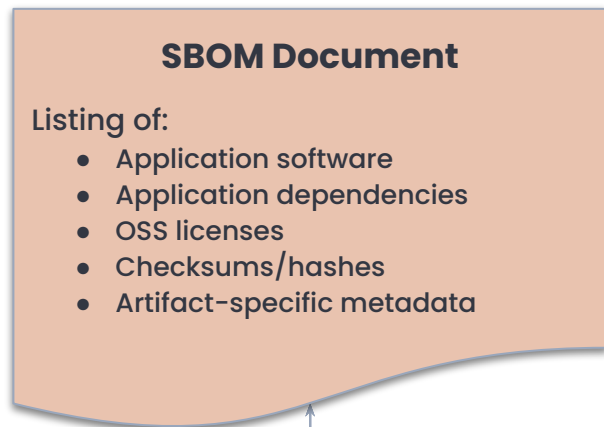 SBOM Document
Listing of:
● Application software
● Application dependencies
● OSS licenses
● Checksums/hashes
● Artifact-specific metadata